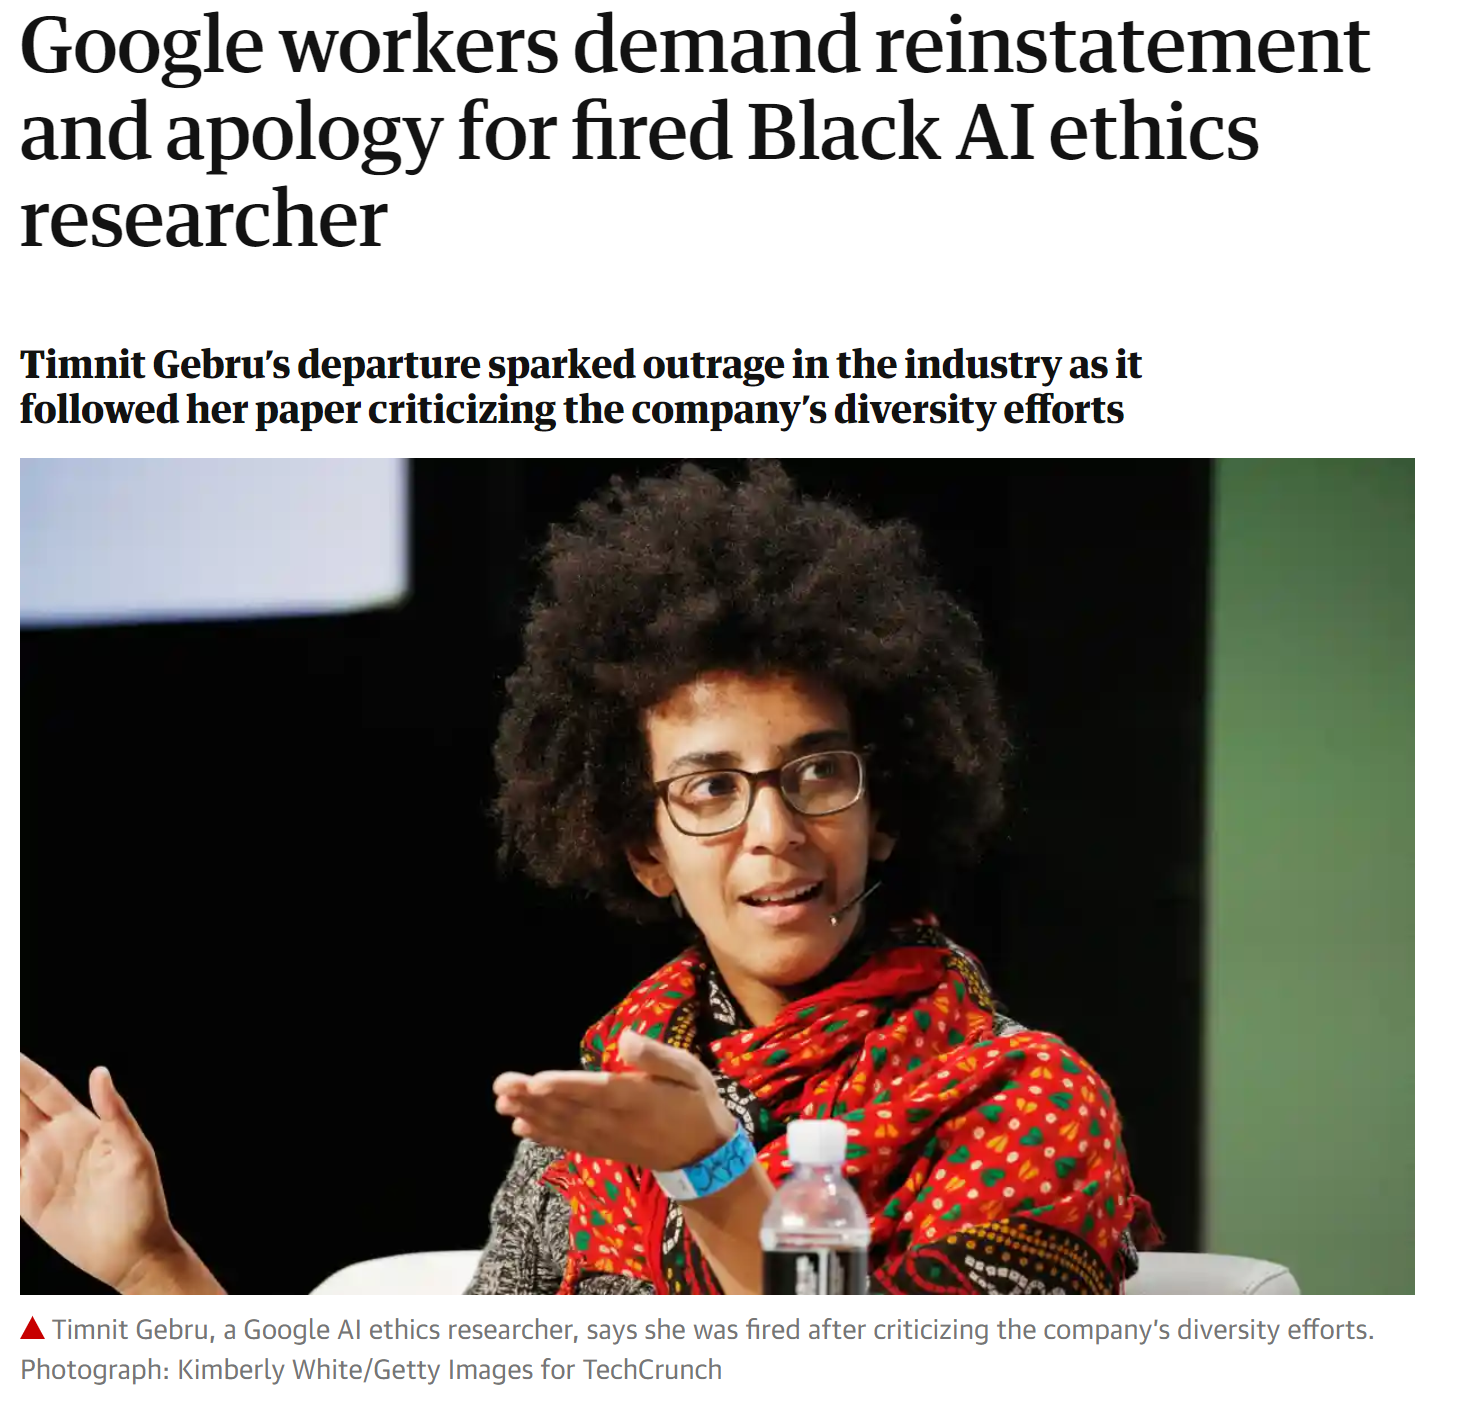 Google workers demand reinstatement
and apology for fired Black AI ethics
researcher
Timnit Gebru’s departure sparked outrage in the industry as it
followed her paper criticizing the company’s diversity efforts
Timnit Gebru, a Google AI ethics researcher, says she was fired after criticizing the company’s diversity efforts.
Photograph: Kimberly White/Getty Images for TechCrunch